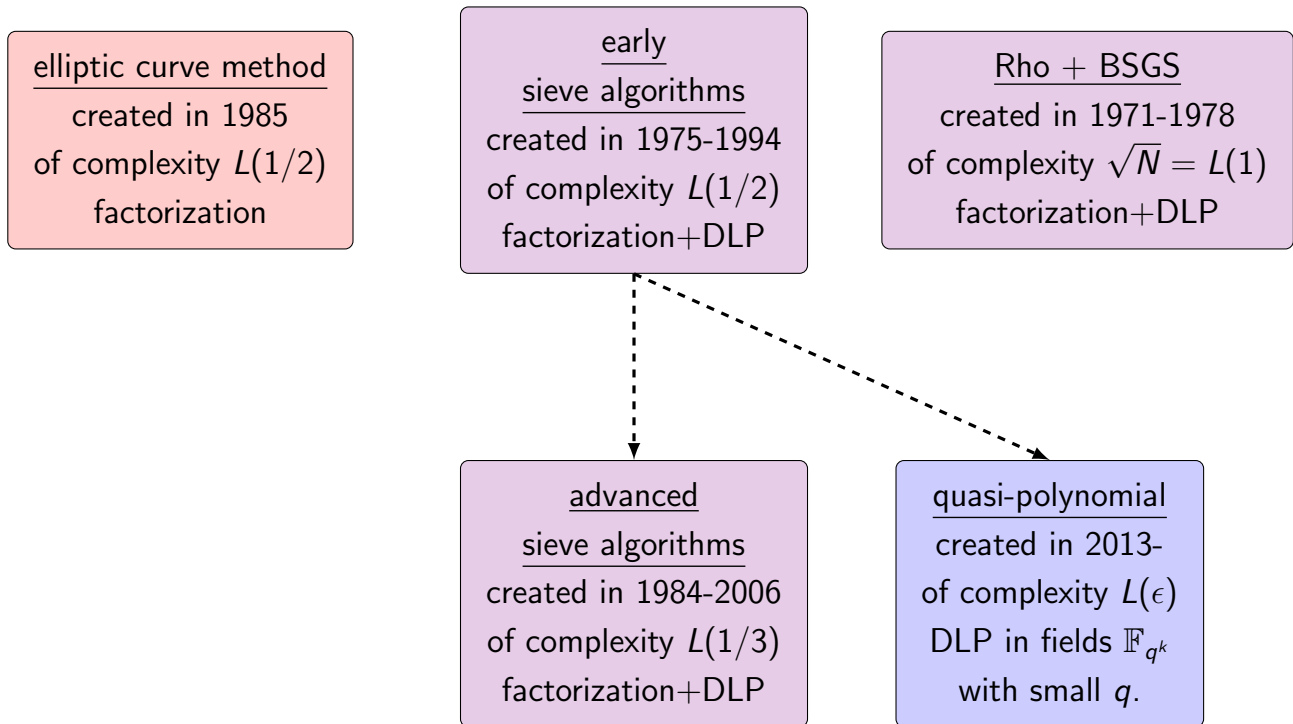 elliptic curve method
created in 1985
of complexity L(1/2)
factorization
early
sieve algorithms
created in 1975-1994
of complexity L(1/2)
factorization+DLP
Rho + BSGS
created in 1971-1978
of complexity √N = L(1)
factorization+DLP
advanced
sieve algorithms
created in 1984-2006
of complexity L(1/3)
factorization+DLP
quasi-polynomial
created in 2013-
of complexity L(ϵ)
DLP in fields 𝔽_{q^k}
with small q.